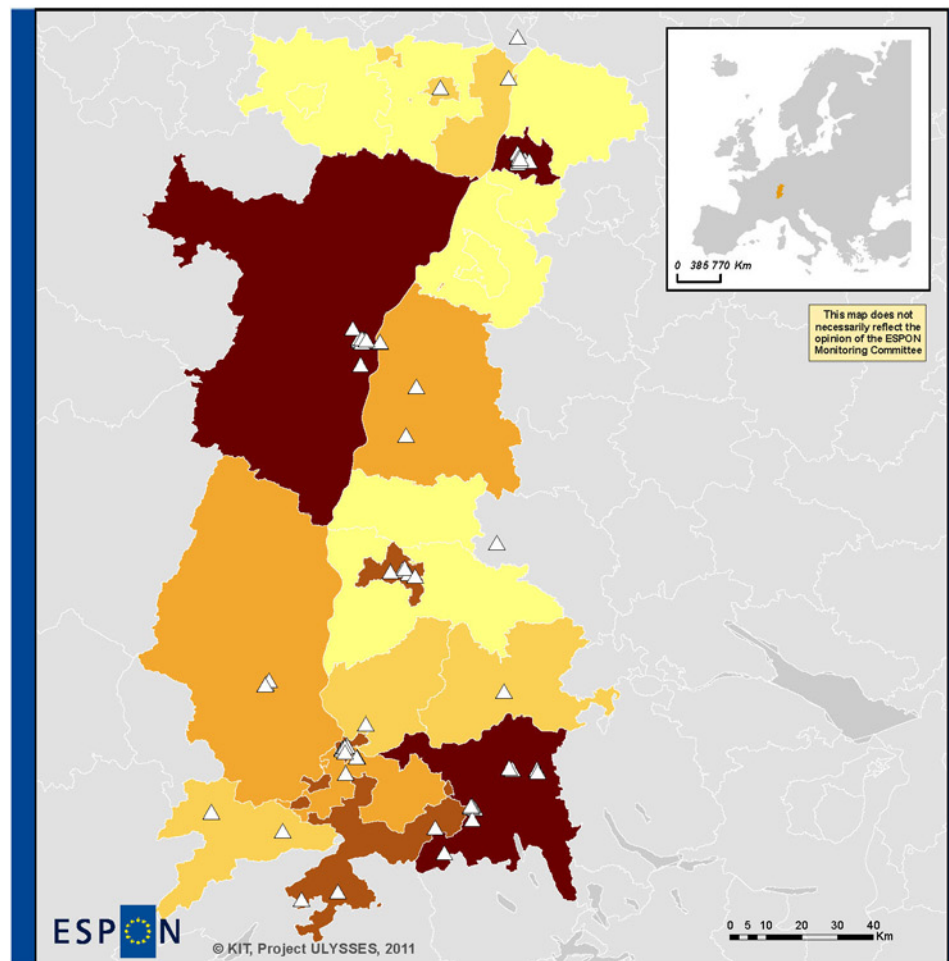 0 385 770 Km
This map does not
necessarily reflect the
opinion of the ESPON
Monitoring Committee
ESPON
© KIT, Project ULYSSES, 2011
0 5 10 20 30 40
Km